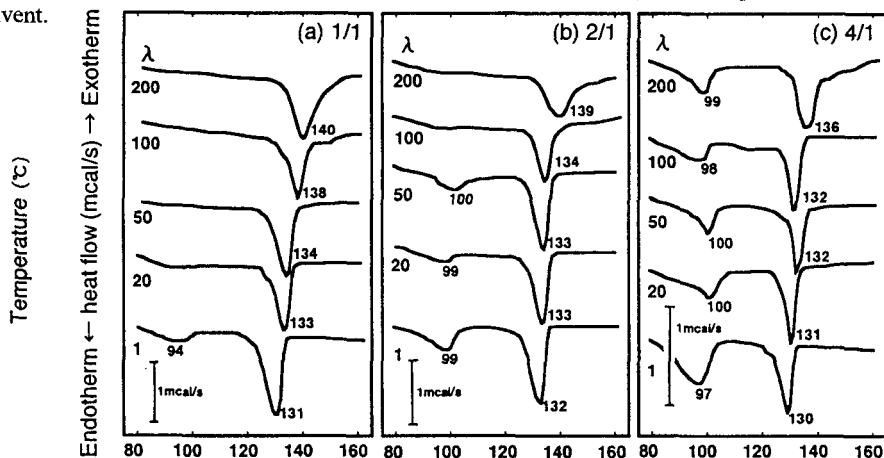 vent.
Temperature (℃)
Endotherm ← heat flow (mcal/s) → Exotherm
(a) 1/1
λ
200
140
100
138
50
134
20
133
1
94
131
1mcal/s
80 100 120 140 160
(b) 2/1
λ
200
139
100
134
50
100
133
20
99
133
1
99
132
1mcal/s
80 100 120 140 160
(c) 4/1
λ
200
99
136
100
98
132
50
100
132
20
100
131
1mcal/s
1
97
130
80 100 120 140 160